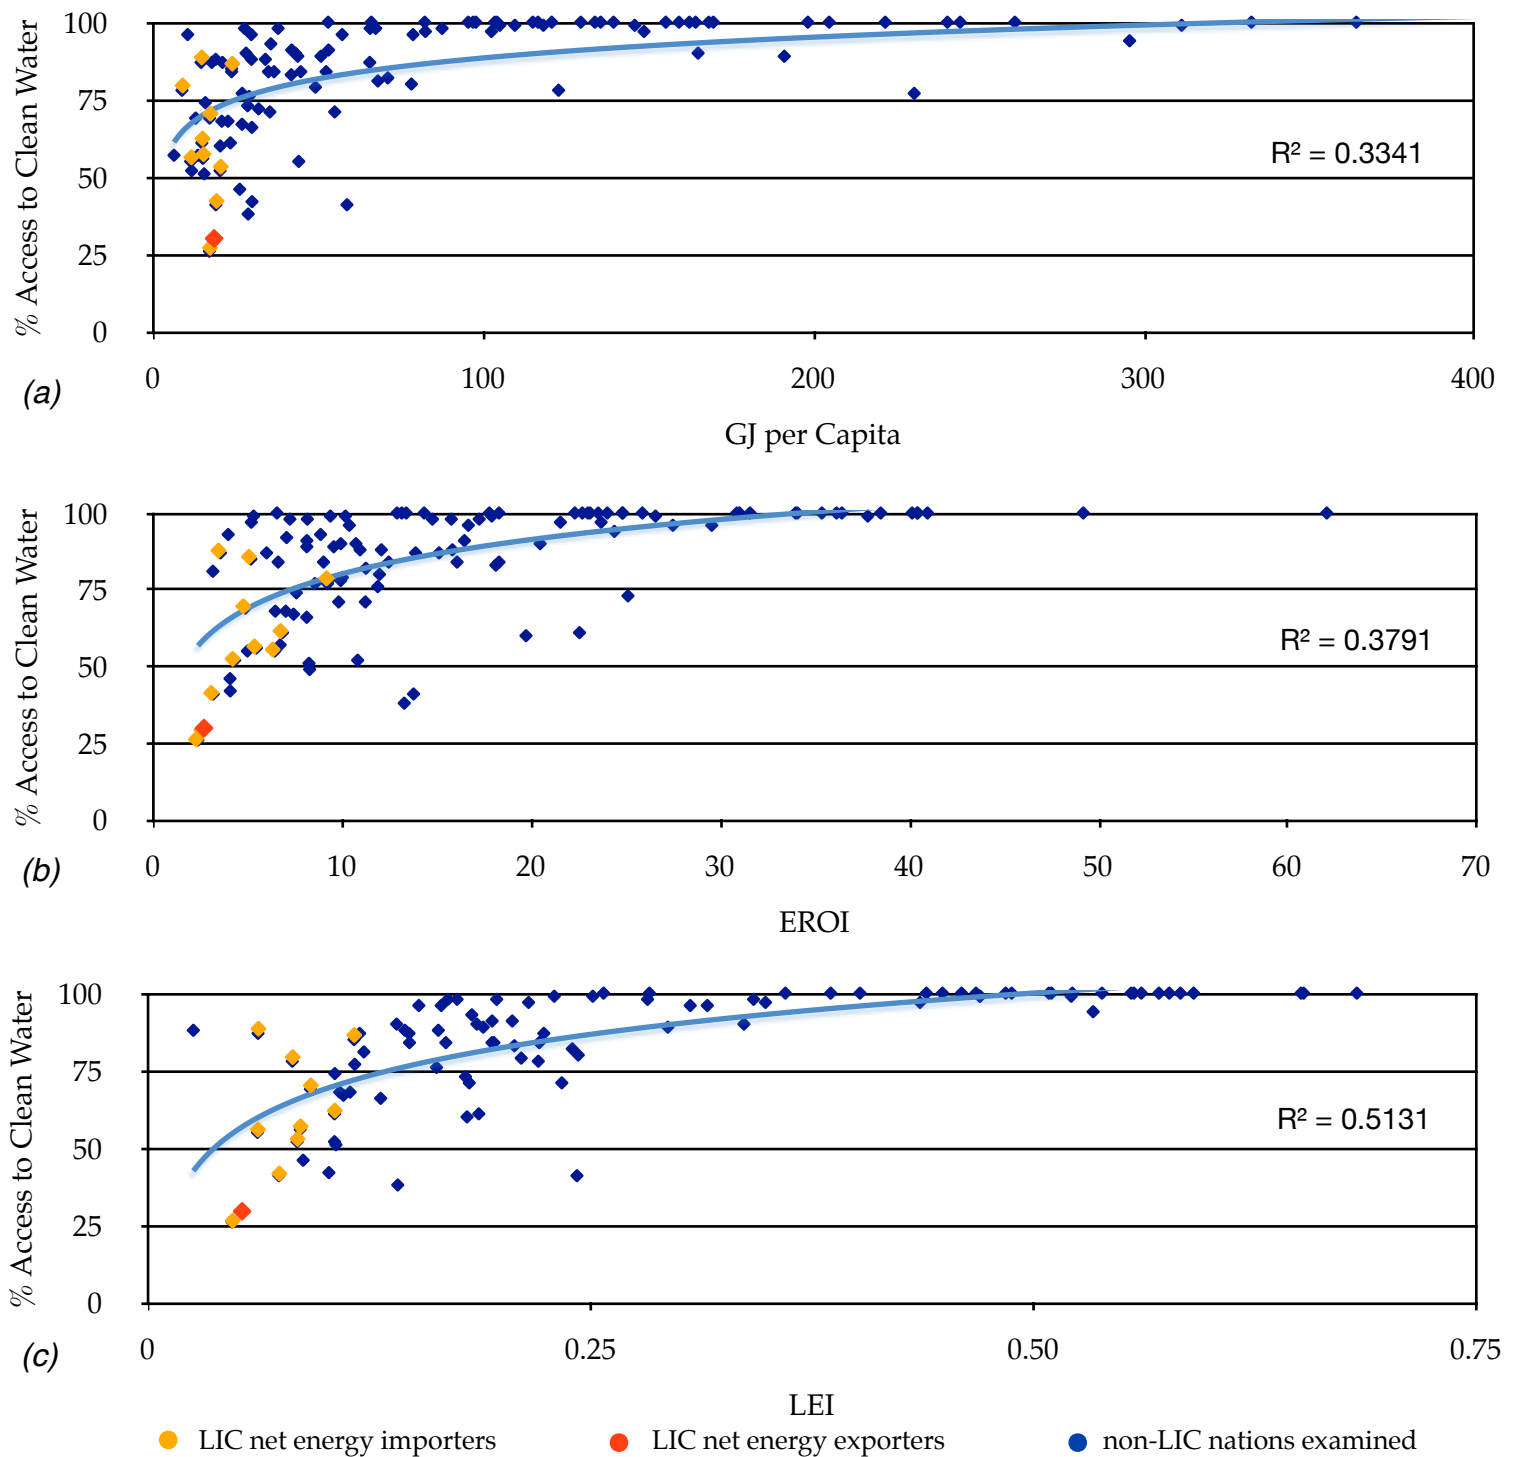 % Access to Clean Water
100
75
50
25
0
R² = 0.3341
0 100 200 300 400
(a)
GJ per Capita
% Access to Clean Water
100
75
50
25
0
R² = 0.3791
0 10 20 30 40 50 60 70
(b)
EROI
% Access to Clean Water
100
75
50
25
0
R² = 0.5131
0 0.25 0.50 0.75
(c)
LEI
LIC net energy importers LIC net energy exporters non-LIC nations examined